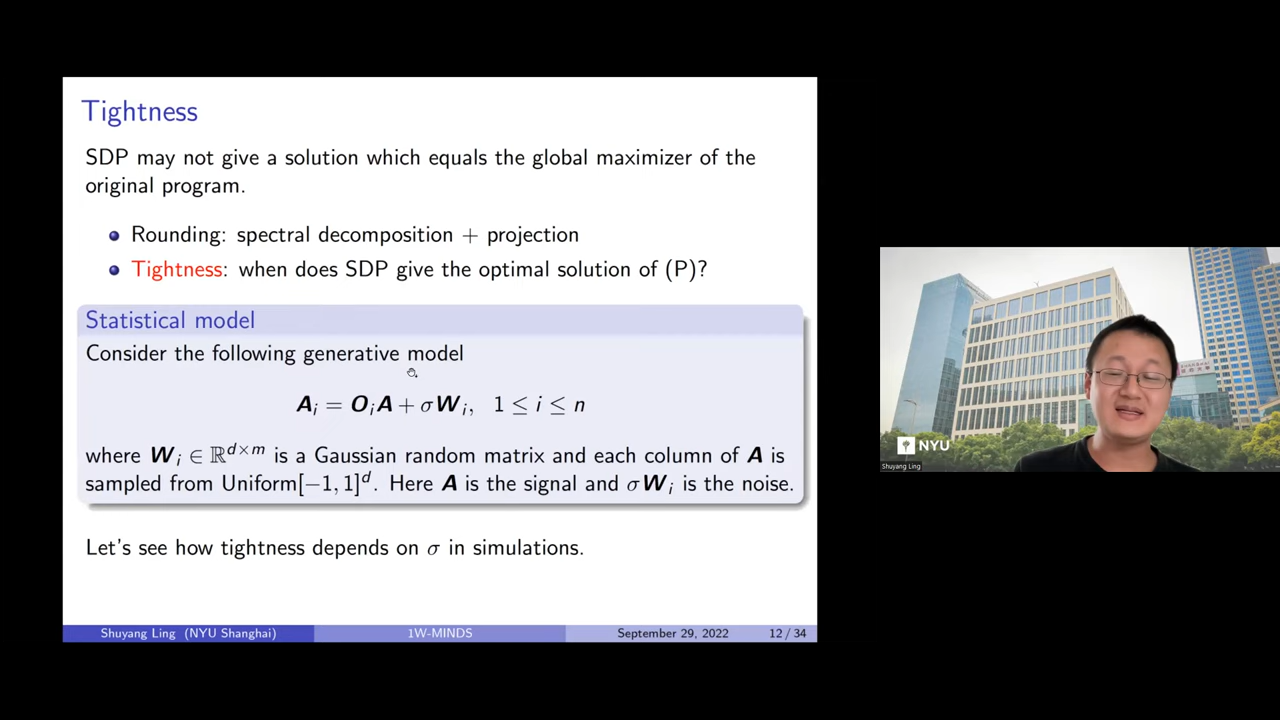 Tightness
SDP may not give a solution which equals the global maximizer of the
original program.
Rounding: spectral decomposition + projection
Tightness: when does SDP give the optimal solution of (P)?
Statistical model
Consider the following generative model
A_i = O_i A + σW_i, 1 ≤ i ≤ n
where W_i ∈ ℝ^{d×m} is a Gaussian random matrix and each column of A is
sampled from Uniform[−1, 1]^d. Here A is the signal and σW_i is the noise.
Let's see how tightness depends on σ in simulations.
Shuyang Ling (NYU Shanghai) 1W-MINDS September 29, 2022 12 / 34
NYU
Shuyang Ling